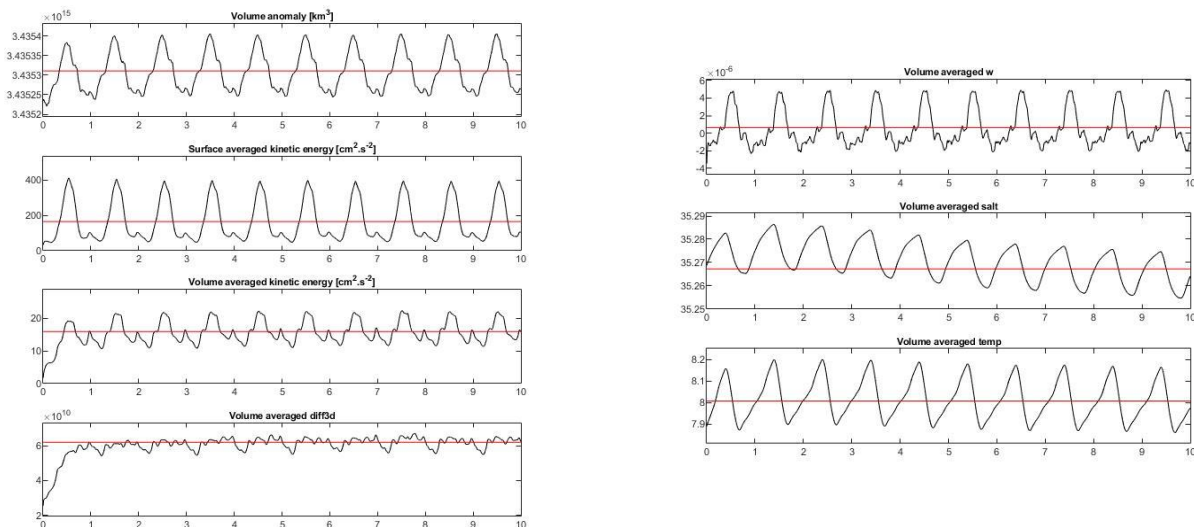 ×10^15
Volume anomaly [km^3]
3.4354
3.43535
3.4353
3.43525
3.4352
0 1 2 3 4 5 6 7 8 9 10
Surface averaged kinetic energy [cm^2.s^-2]
400
200
0
0 1 2 3 4 5 6 7 8 9 10
Volume averaged kinetic energy [cm^2.s^-2]
20
10
0
0 1 2 3 4 5 6 7 8 9 10
×10^10
Volume averaged diff3d
6
4
2
0 1 2 3 4 5 6 7 8 9 10
×10^-6
Volume averaged w
6
4
2
0
-2
-4
0 1 2 3 4 5 6 7 8 9 10
Volume averaged salt
35.29
35.28
35.27
35.26
35.25
0 1 2 3 4 5 6 7 8 9 10
Volume averaged temp
8.2
8.1
8
7.9
0 1 2 3 4 5 6 7 8 9 10